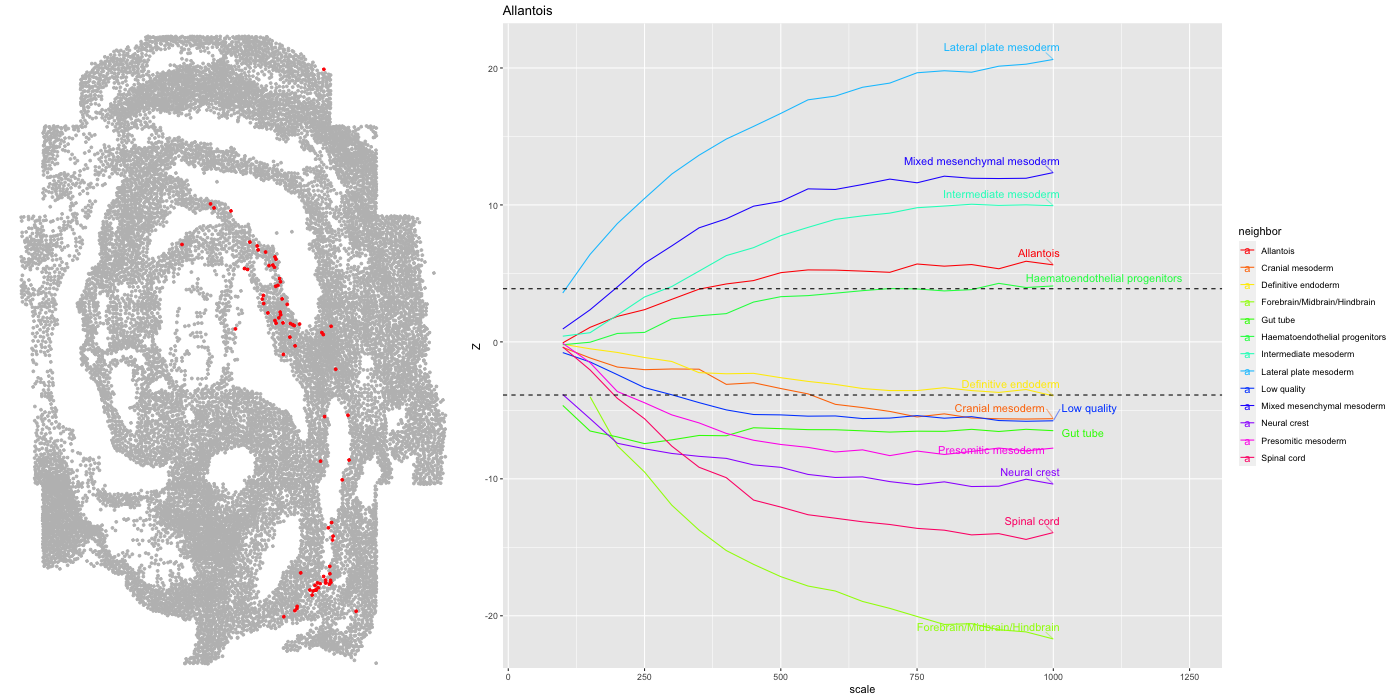 Allantois
Lateral plate mesoderm
20
Mixed mesenchymal mesoderm
Intermediate mesoderm
10
Allantois
Haematoendothelial progenitors
Z
0
Definitive endoderm
Cranial mesoderm
Low quality
Gut tube
Presomitic mesoderm
-10
Neural crest
Spinal cord
-20
Forebrain/Midbrain/Hindbrain
0 250 500 750 1000 1250
scale
neighbor
a Allantois
a Cranial mesoderm
a Definitive endoderm
a Forebrain/Midbrain/Hindbrain
a Gut tube
a Haematoendothelial progenitors
a Intermediate mesoderm
a Lateral plate mesoderm
a Low quality
a Mixed mesenchymal mesoderm
a Neural crest
a Presomitic mesoderm
a Spinal cord